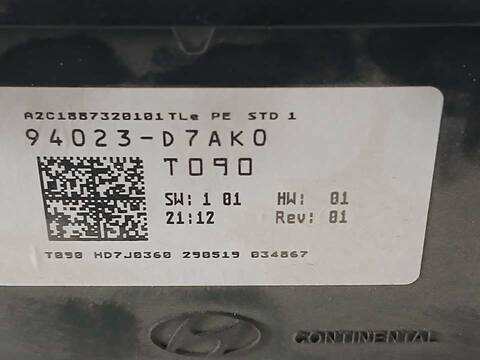 A2C1887320101TLe PE STD 1
94023-D7AK0
T090
SW: 1 01 HW: 01
21:12 Rev: 01
T090 HD7J0360 290519 034867
CONTINENTAL